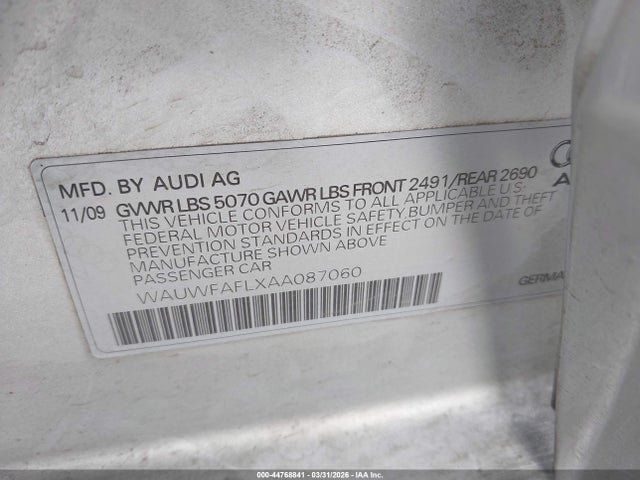 MFD. BY AUDI AG
11/09 GVWR LBS 5070 GAWR LBS FRONT 2491/REAR 2690
THIS VEHICLE CONFORMS TO ALL APPLICABLE U S-
FEDERAL MOTOR VEHICLE SAFETY,BUMPER AND THEFT
PREVENTION STANDARDS IN EFFECT ON THE DATE OF
MANUFACTURE SHOWN ABOVE
PASSENGER CAR
WAUWFAFLXAA087060
GERMA
000-44768841 - 03/31/2026 - IAA Inc.